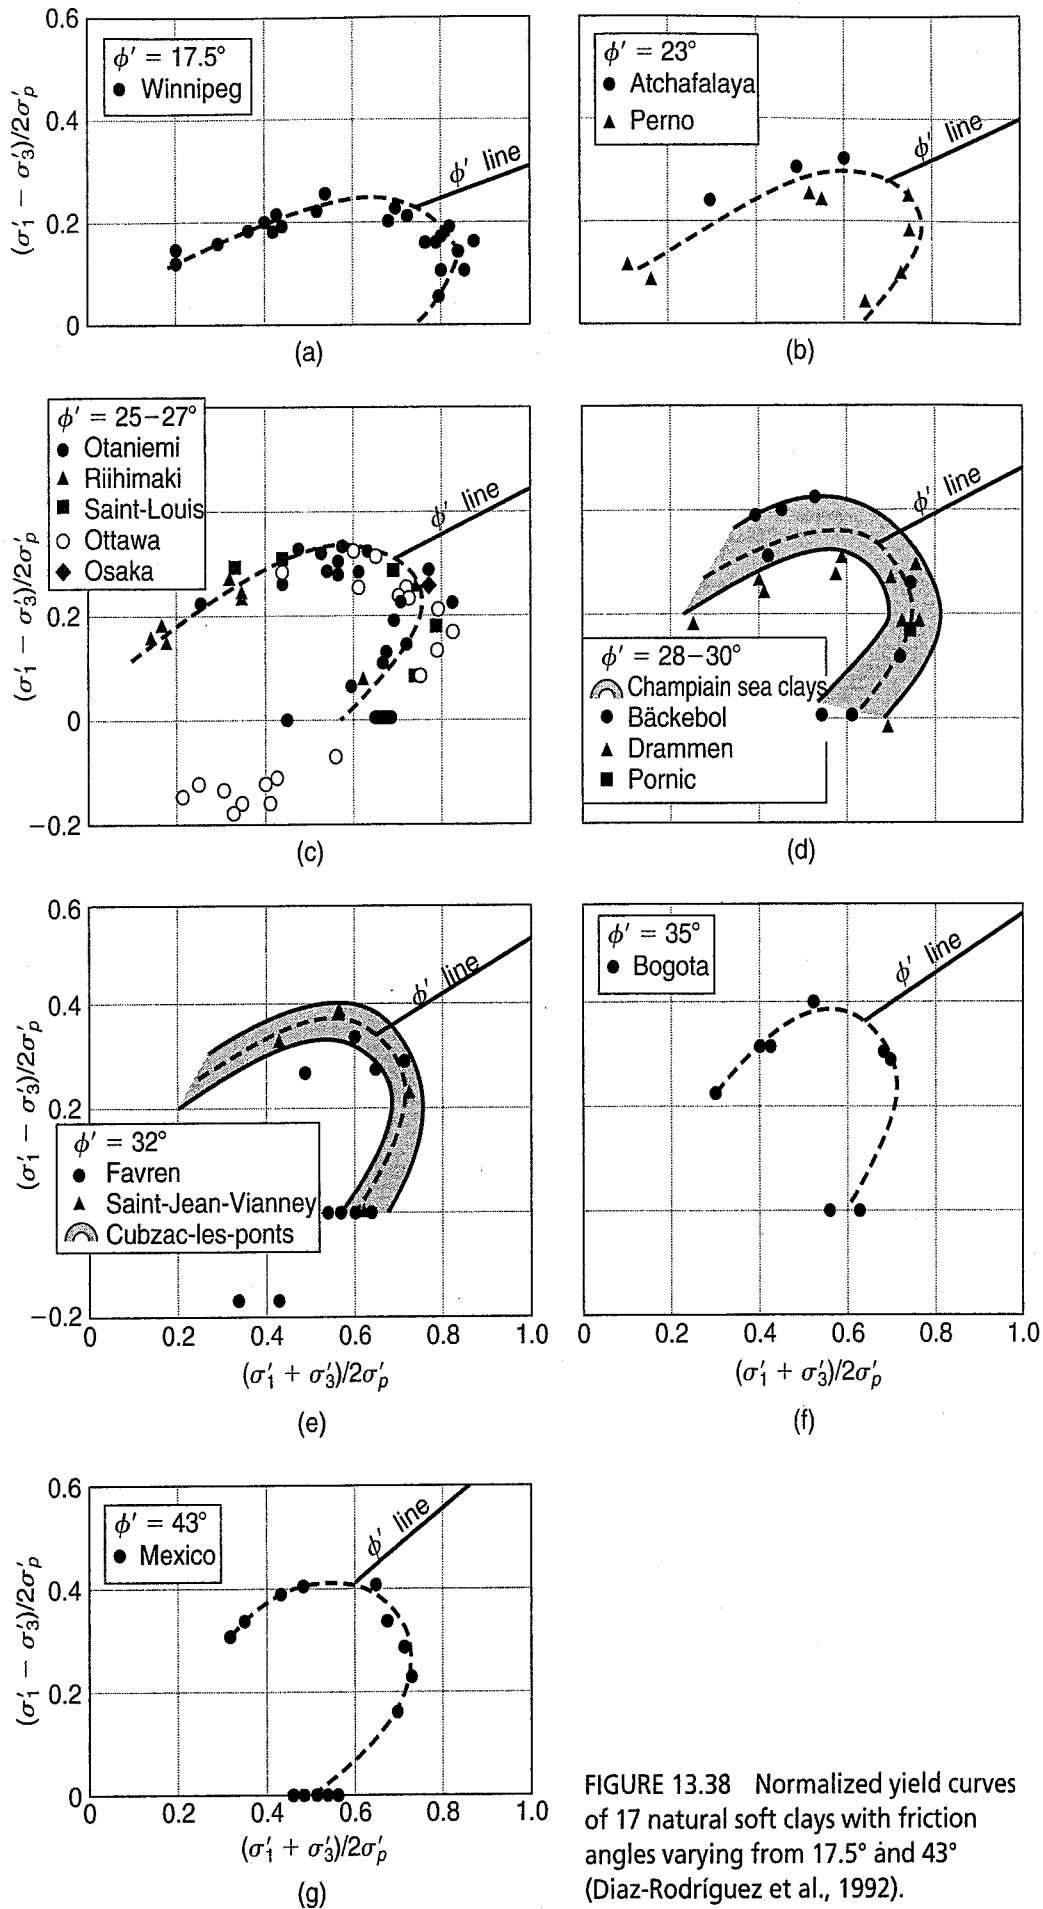 0.6
0.4
0.2
0
(σ′₁ − σ′₃)/2σ′ₚ
ϕ′ = 17.5°
Winnipeg
ϕ′ line
(a)
ϕ′ = 23°
Atchafalaya
Perno
ϕ′ line
(b)
ϕ′ = 25–27°
Otaniemi
Riihimaki
Saint-Louis
Ottawa
Osaka
ϕ′ line
0.2
0
−0.2
(σ′₁ − σ′₃)/2σ′ₚ
(c)
ϕ′ line
ϕ′ = 28–30°
Champiain sea clays
Bäckebol
Drammen
Pornic
(d)
0.6
0.4
0.2
−0.2
(σ′₁ − σ′₃)/2σ′ₚ
ϕ′ line
ϕ′ = 32°
Favren
Saint-Jean-Vianney
Cubzac-les-ponts
0 0.2 0.4 0.6 0.8 1.0
(σ′₁ + σ′₃)/2σ′ₚ
(e)
ϕ′ = 35°
Bogota
ϕ′ line
0 0.2 0.4 0.6 0.8 1.0
(σ′₁ + σ′₃)/2σ′ₚ
(f)
0.6
0.4
0.2
0
(σ′₁ − σ′₃)/2σ′ₚ
ϕ′ = 43°
Mexico
ϕ′ line
0 0.2 0.4 0.6 0.8 1.0
(σ′₁ + σ′₃)/2σ′ₚ
(g)
FIGURE 13.38 Normalized yield curves
of 17 natural soft clays with friction
angles varying from 17.5° and 43°
(Diaz-Rodríguez et al., 1992).